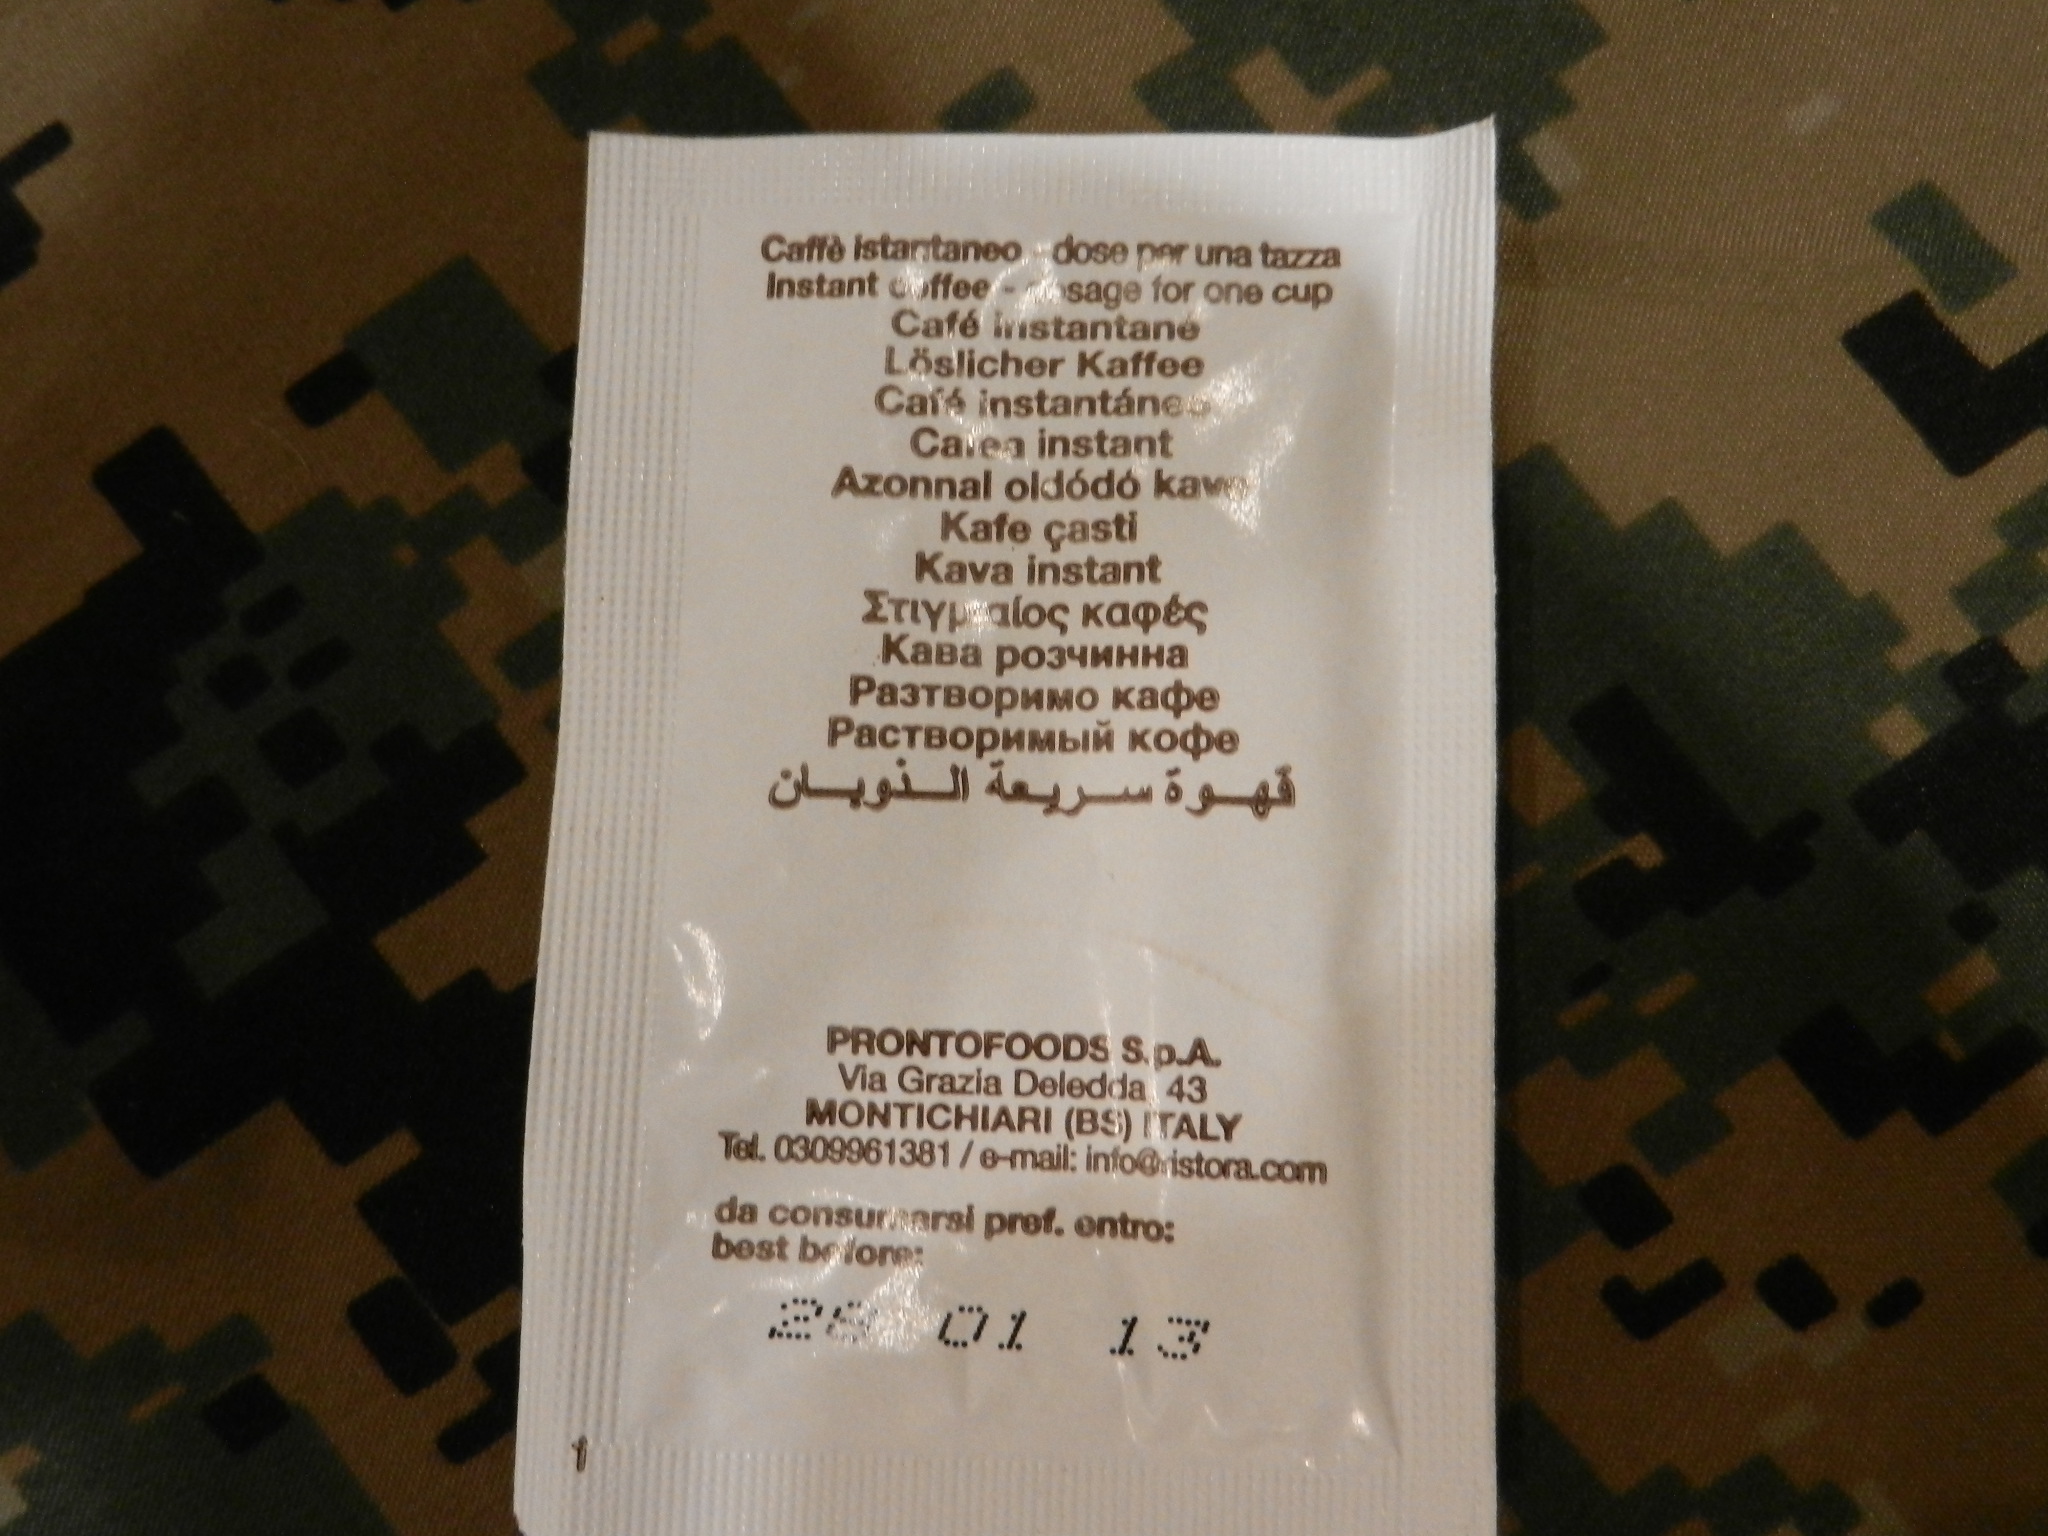 Caffè istantaneo - dose per una tazza
Instant coffee - dosage for one cup
Café instantané
Löslicher Kaffee
Café instantáneo
Cafea instant
Azonnal oldódó kave
Kafe çasti
Kava instant
Στιγμιαίος καφές
Кава розчинна
Разтворимо кафе
Растворимый кофе
قهوة سريعة الذوبان
PRONTOFOODS S.p.A.
Via Grazia Deledda, 43
MONTICHIARI (BS) ITALY
Tel. 0309961381 / e-mail: info@ristora.com
da consumarsi pref. entro:
best before:
28 01 13
1